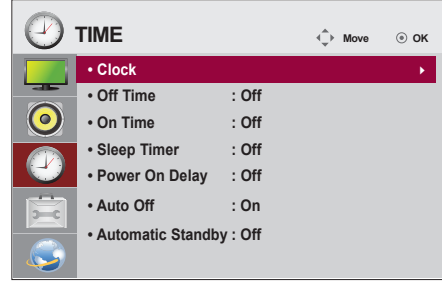 TIME
Move
OK
• Clock
• Off Time : Off
• On Time : Off
• Sleep Timer : Off
• Power On Delay : Off
• Auto Off : On
• Automatic Standby : Off